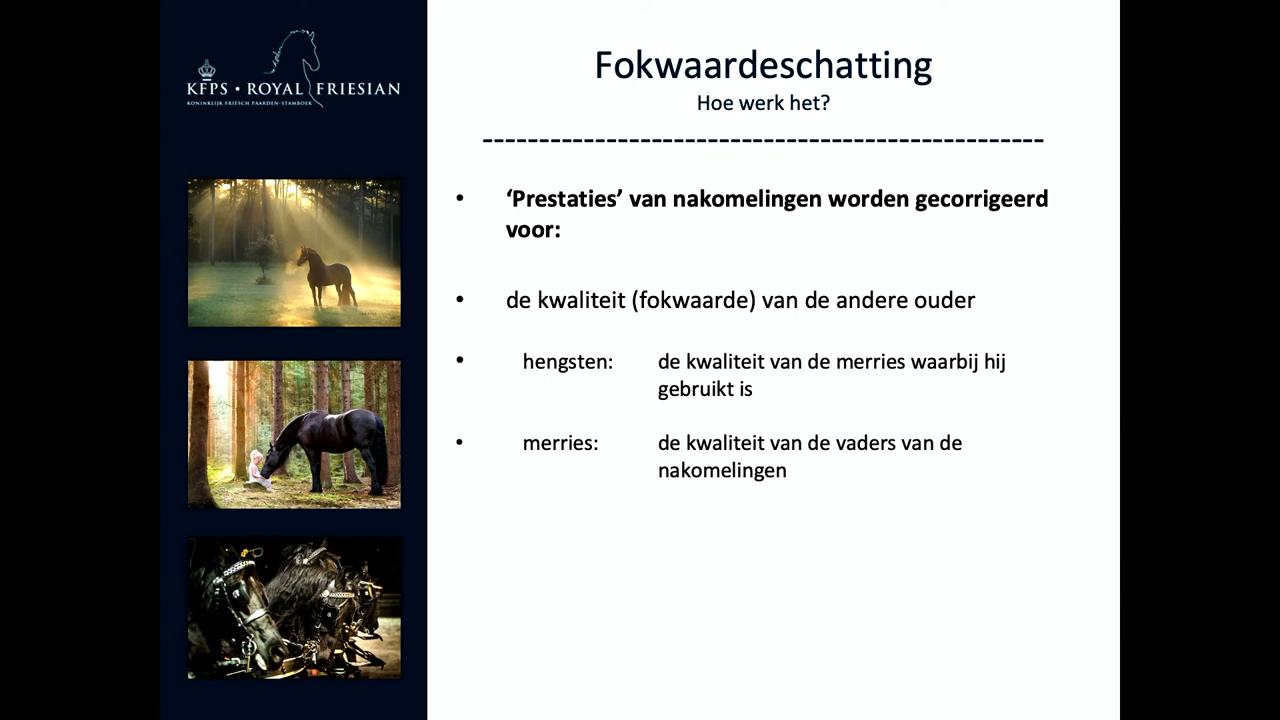 KFPS • ROYAL FRIESIAN
KONINKLIJK FRIESCH PAARDEN-STAMBOEK
Fokwaardeschatting
Hoe werk het?
--------------------------------------------------
• ‘Prestaties’ van nakomelingen worden gecorrigeerd
voor:
• de kwaliteit (fokwaarde) van de andere ouder
• hengsten: de kwaliteit van de merries waarbij hij
gebruikt is
• merries: de kwaliteit van de vaders van de
nakomelingen